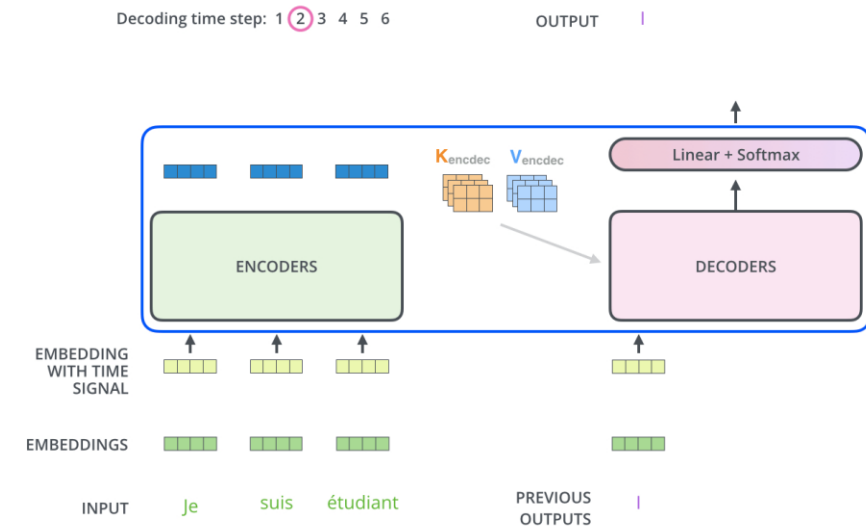 Decoding time step: 1 2 3 4 5 6
OUTPUT I
Kencdec Vencdec
Linear + Softmax
ENCODERS
DECODERS
EMBEDDING
WITH TIME
SIGNAL
EMBEDDINGS
INPUT Je suis étudiant
PREVIOUS
OUTPUTS I